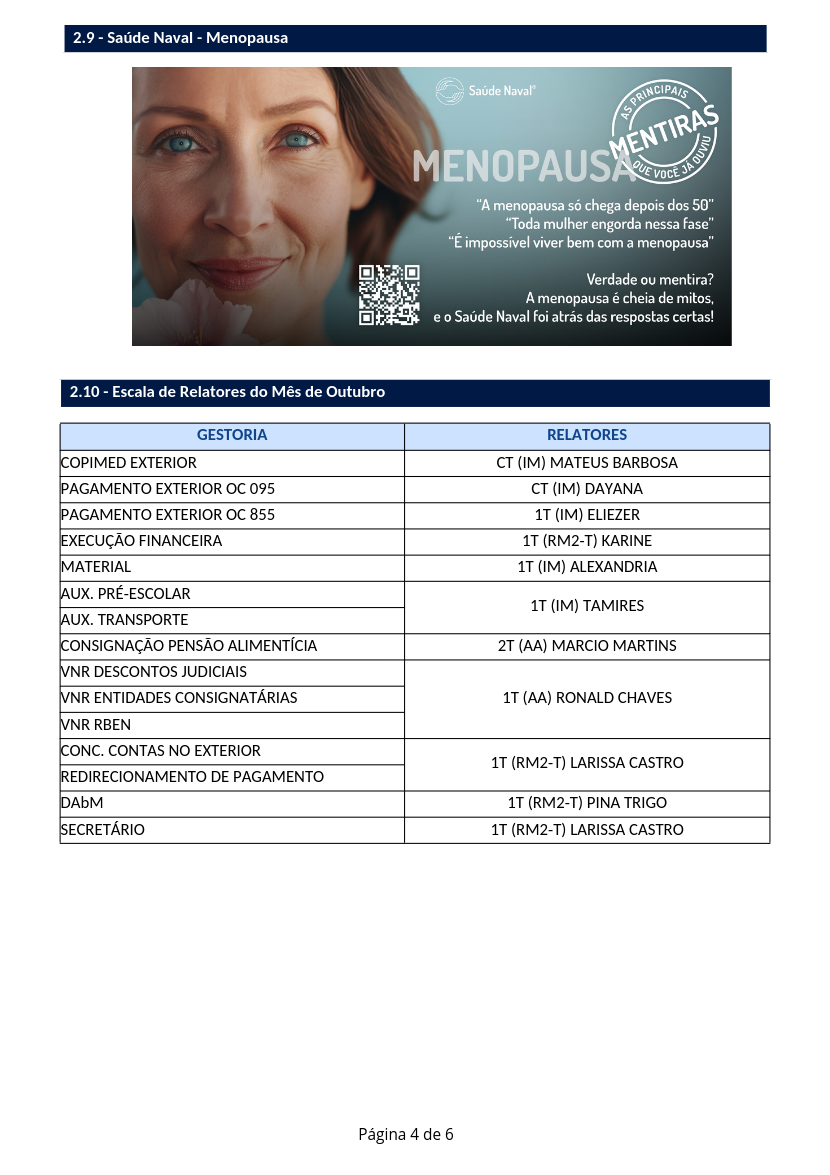 2.9 - Saúde Naval - Menopausa
Saúde Naval®
AS PRINCIPAIS
MENTIRAS
QUE VOCÊ JÁ OUVIU
MENOPAUSA
“A menopausa só chega depois dos 50”
“Toda mulher engorda nessa fase”
“É impossível viver bem com a menopausa”
Verdade ou mentira?
A menopausa é cheia de mitos,
e o Saúde Naval foi atrás das respostas certas!
2.10 - Escala de Relatores do Mês de Outubro
GESTORIA RELATORES
COPIMED EXTERIOR CT (IM) MATEUS BARBOSA
PAGAMENTO EXTERIOR OC 095 CT (IM) DAYANA
PAGAMENTO EXTERIOR OC 855 1T (IM) ELIEZER
EXECUÇÃO FINANCEIRA 1T (RM2-T) KARINE
MATERIAL 1T (IM) ALEXANDRIA
AUX. PRÉ-ESCOLAR
1T (IM) TAMIRES
AUX. TRANSPORTE
CONSIGNAÇÃO PENSÃO ALIMENTÍCIA 2T (AA) MARCIO MARTINS
VNR DESCONTOS JUDICIAIS
VNR ENTIDADES CONSIGNATÁRIAS 1T (AA) RONALD CHAVES
VNR RBEN
CONC. CONTAS NO EXTERIOR
1T (RM2-T) LARISSA CASTRO
REDIRECIONAMENTO DE PAGAMENTO
DAbM 1T (RM2-T) PINA TRIGO
SECRETÁRIO 1T (RM2-T) LARISSA CASTRO
Página 4 de 6